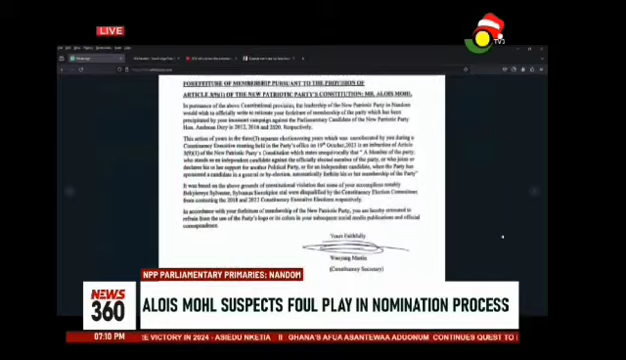 LIVE
TV3
FORFEITURE OF MEMBERSHIP PURSUANT TO THE PROVISION OF
ARTICLE 3(9)(1) OF THE NEW PATRIOTIC PARTY'S CONSTITUTION: MR. ALOIS MOHL
In pursuance of the above Constitutional provision, the leadership of the New Patriotic Party in Nandom
would wish to officially write to reiterate your forfeiture of membership of the party which has been
precipitated by your incessant campaign against the Parliamentary Candidate of the New Patriotic Party
Hon. Ambrose Dery in 2012, 2016 and 2020, Respectively.
This action of yours in the three(3) separate electioneering years which was corroborated by you during a
Constituency Executive meeting held in the Party's office on 19th October, 2023 is an infraction of Article
3(9)(1) of the New Patriotic Party's Constitution which states unequivocally that "A Member of the party,
who stands as an independent candidate against the officially elected member of the party, or who joins or
declares his or her support for another Political Party, or for an independent candidate, when the Party has
sponsored a candidate in a general or by-election, automatically forfeits his or her membership of the Party"
It was based on the above grounds of constitutional violation that some of your accomplices notably
Sylvester, Sylvanus and were disqualified by the Constituency Election Committees
from contesting the 2018 and 2022 Constituency Executive Elections respectively.
In accordance with your forfeiture of membership of the New Patriotic Party, you are hereby entreated to
refrain from the use of the Party's logo or its colors in your subsequent social media publications and official
correspondence.
Yours Faithfully
Martin
(Constituency Secretary)
NPP PARLIAMENTARY PRIMARIES: NANDOM
NEWS 360
ALOIS MOHL SUSPECTS FOUL PLAY IN NOMINATION PROCESS
07:10 PM
E VICTORY IN 2024 - ASIEDU NKETIA || GHANA'S AFUA ASANTEWAA ADUONUM CONTINUES QUEST TO